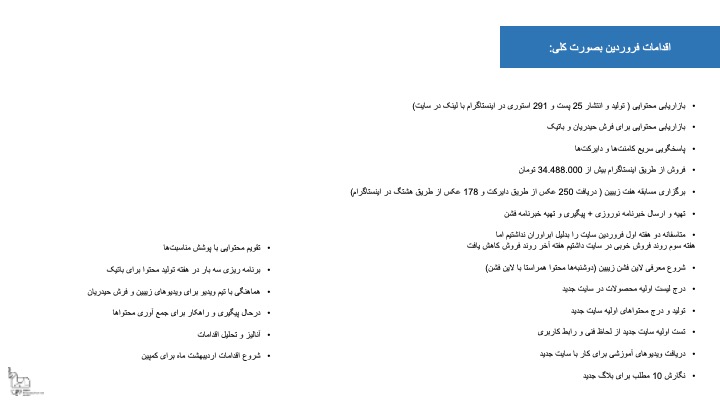 اقدامات فروردین بصورت کلی:
• بازاریابی محتوایی ( تولید و انتشار 25 پست و 291 استوری در اینستاگرام با لینک در سایت)
• بازاریابی محتوایی برای فرش حیدریان و باتیک
• پاسخگویی سریع کامنت‌ها و دایرکت‌ها
• فروش از طریق اینستاگرام بیش از 34.488.000 تومان
• برگزاری مسابقه هفت زیبین ( دریافت 250 عکس از طریق دایرکت و 178 عکس از طریق هشتگ در اینستاگرام)
• تهیه و ارسال خبرنامه نوروزی + پیگیری و تهیه خبرنامه فشن
• متاسفانه دو هفته اول فروردین سایت را بدلیل ابراوران نداشتیم اما
هفته سوم روند فروش خوبی در سایت داشتیم هفته آخر روند فروش کاهش یافت
• شروع معرفی لاین فشن زیبین (دوشنبه‌ها محتوا همراستا با لاین فشن)
• درج لیست اولیه محصولات در سایت جدید
• تولید و درج محتواهای اولیه سایت جدید
• تست اولیه سایت جدید از لحاظ فنی و رابط کاربری
• دریافت ویدیوهای آموزشی برای کار با سایت جدید
• نگارش 10 مطلب برای بلاگ جدید
• تقویم محتوایی با پوشش مناسبت‌ها
• برنامه ریزی سه بار در هفته تولید محتوا برای باتیک
• هماهنگی با تیم ویدیو برای ویدیوهای زیبین و فرش حیدریان
• درحال پیگیری و راهکار برای جمع آوری محتواها
• آنالیز و تحلیل اقدامات
• شروع اقدامات اردیبهشت ماه برای کمپین